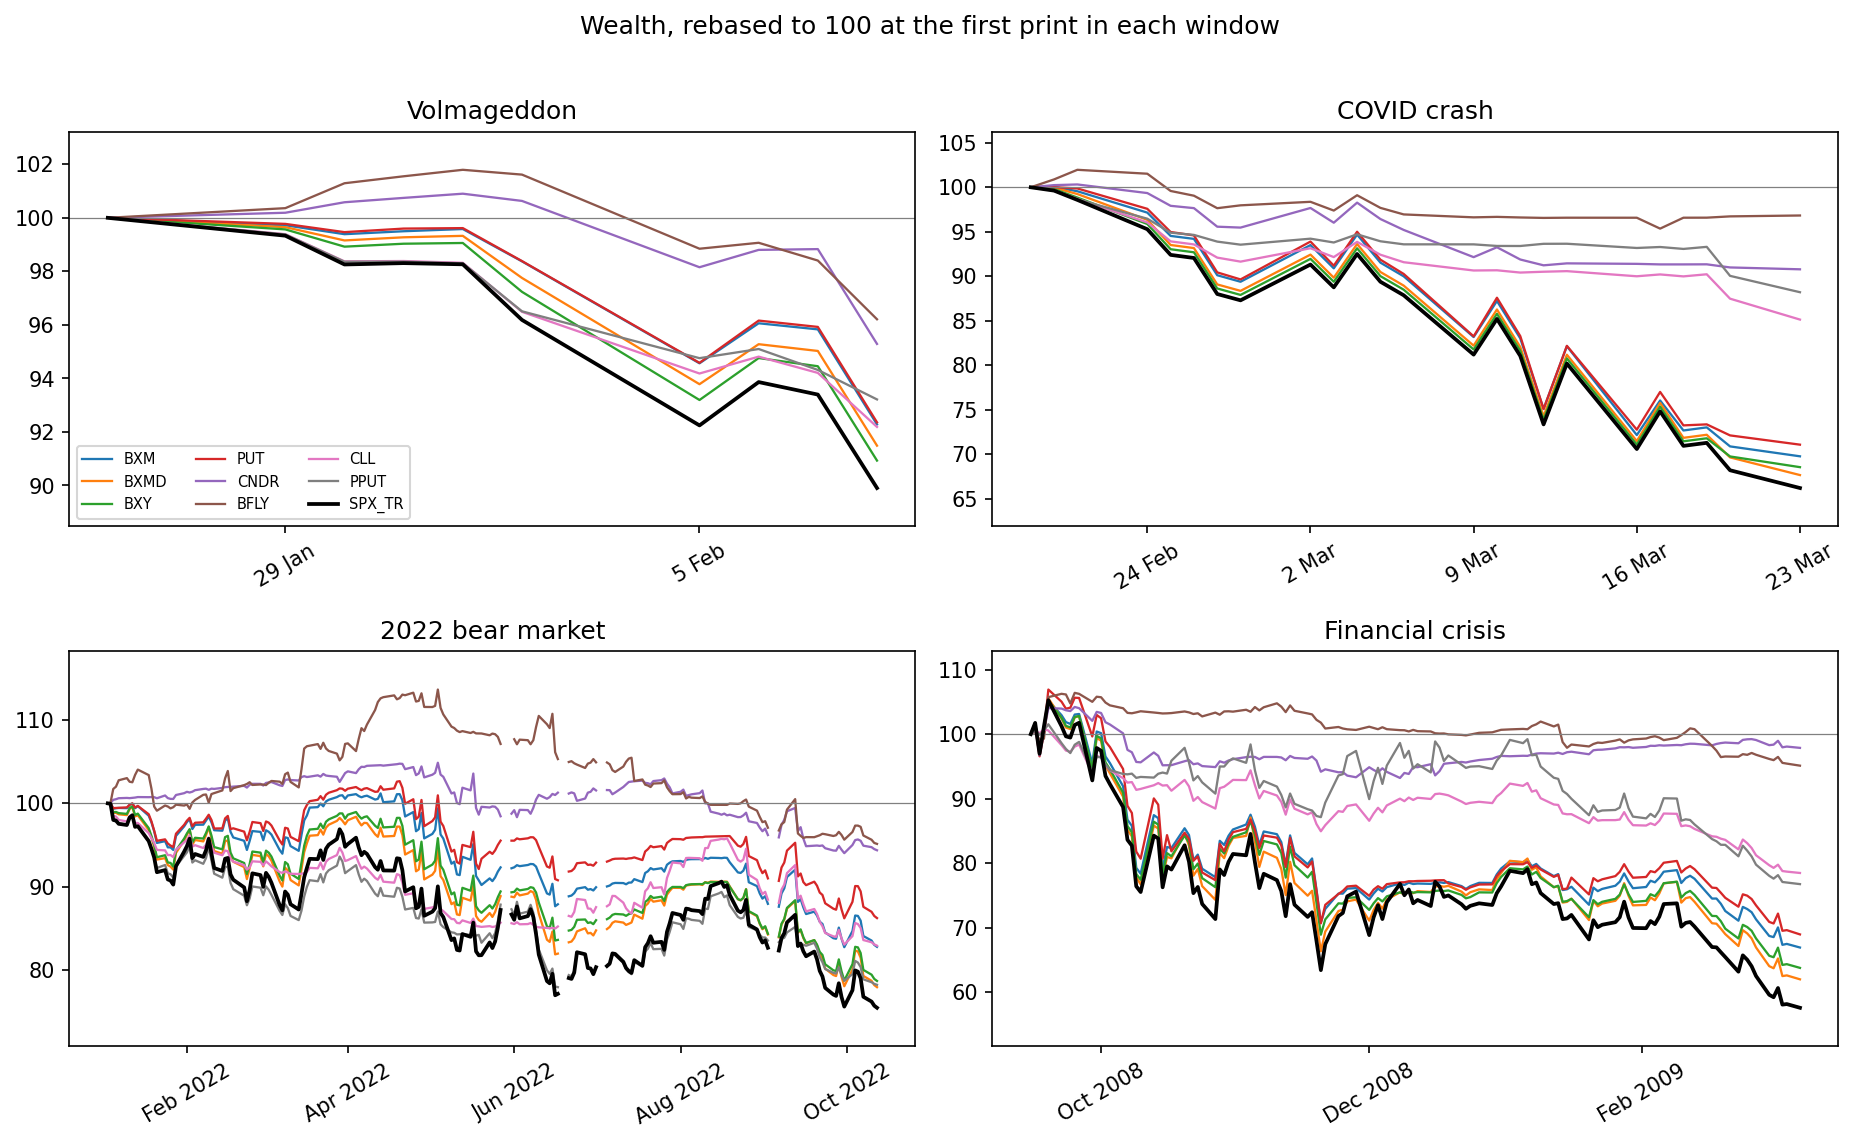 Wealth, rebased to 100 at the first print in each window
Volmageddon
102
100
98
96
94
92
90
29 Jan
5 Feb
BXM
PUT
CLL
BXMD
CNDR
PPUT
BXY
BFLY
SPX_TR
COVID crash
105
100
95
90
85
80
75
70
65
24 Feb
2 Mar
9 Mar
16 Mar
23 Mar
2022 bear market
110
100
90
80
Feb 2022
Apr 2022
Jun 2022
Aug 2022
Oct 2022
Financial crisis
110
100
90
80
70
60
Oct 2008
Dec 2008
Feb 2009